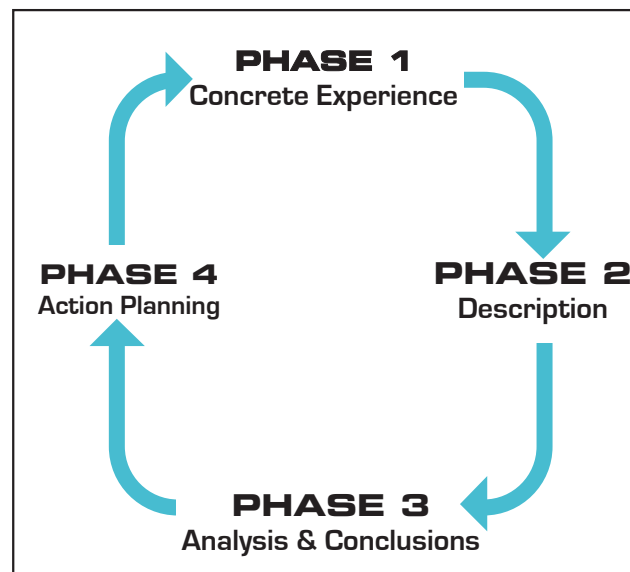 PHASE 1
Concrete Experience
PHASE 2
Description
PHASE 3
Analysis & Conclusions
PHASE 4
Action Planning